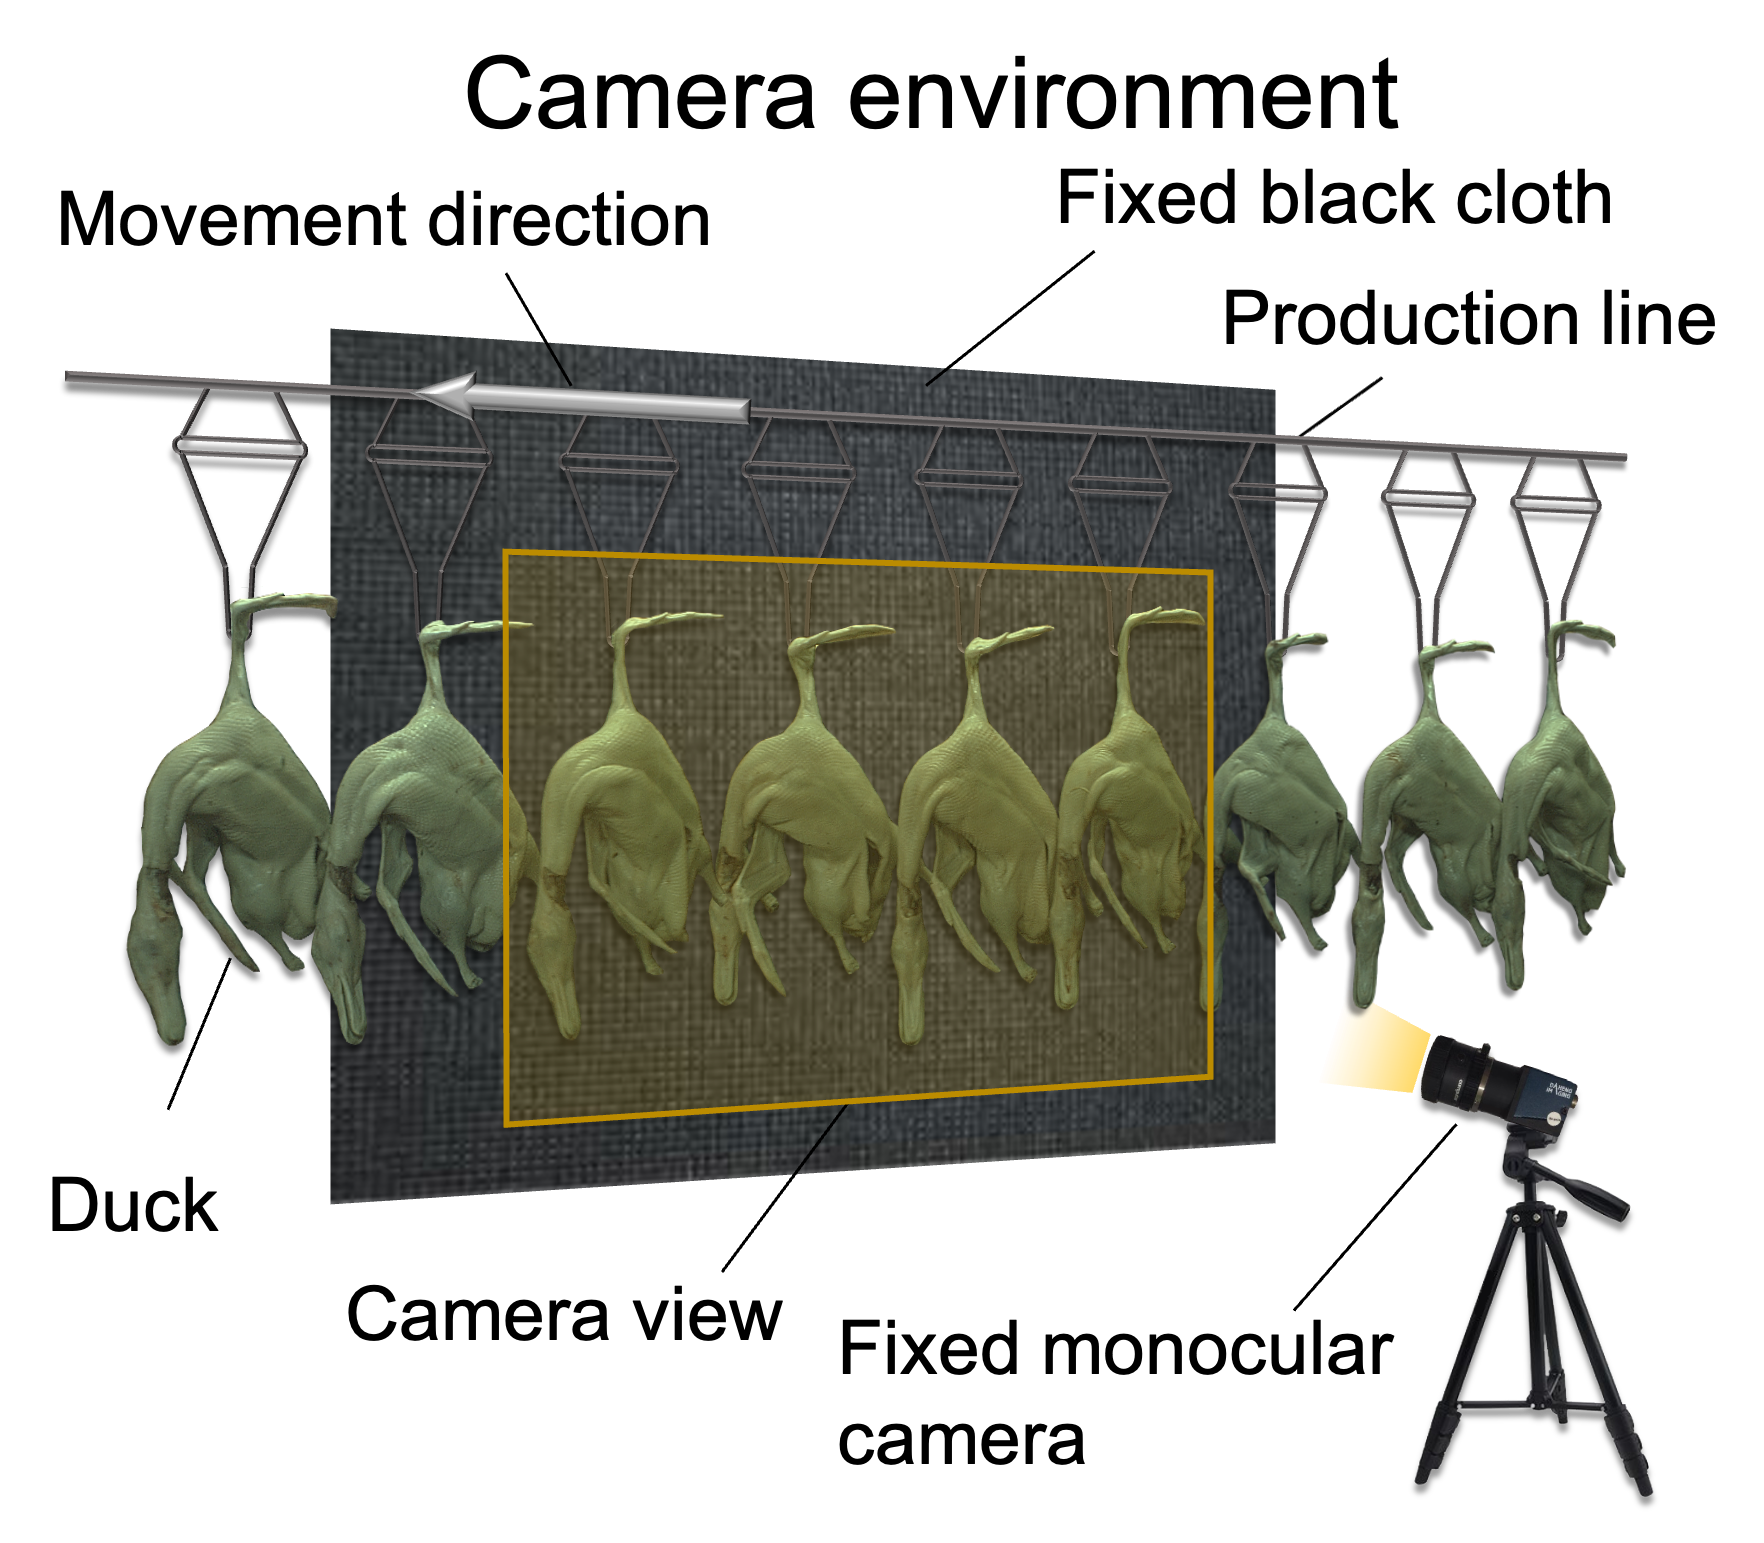 Camera environment
Movement direction
Fixed black cloth
Production line
Duck
Camera view
Fixed monocular
camera